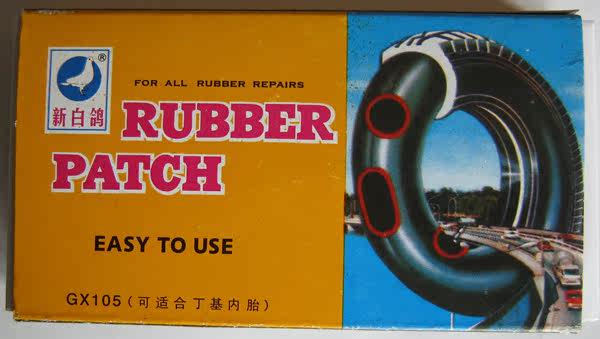 ®
新白鸽
FOR ALL RUBBER REPAIRS
RUBBER
PATCH
EASY TO USE
GX105(可适合丁基内胎)